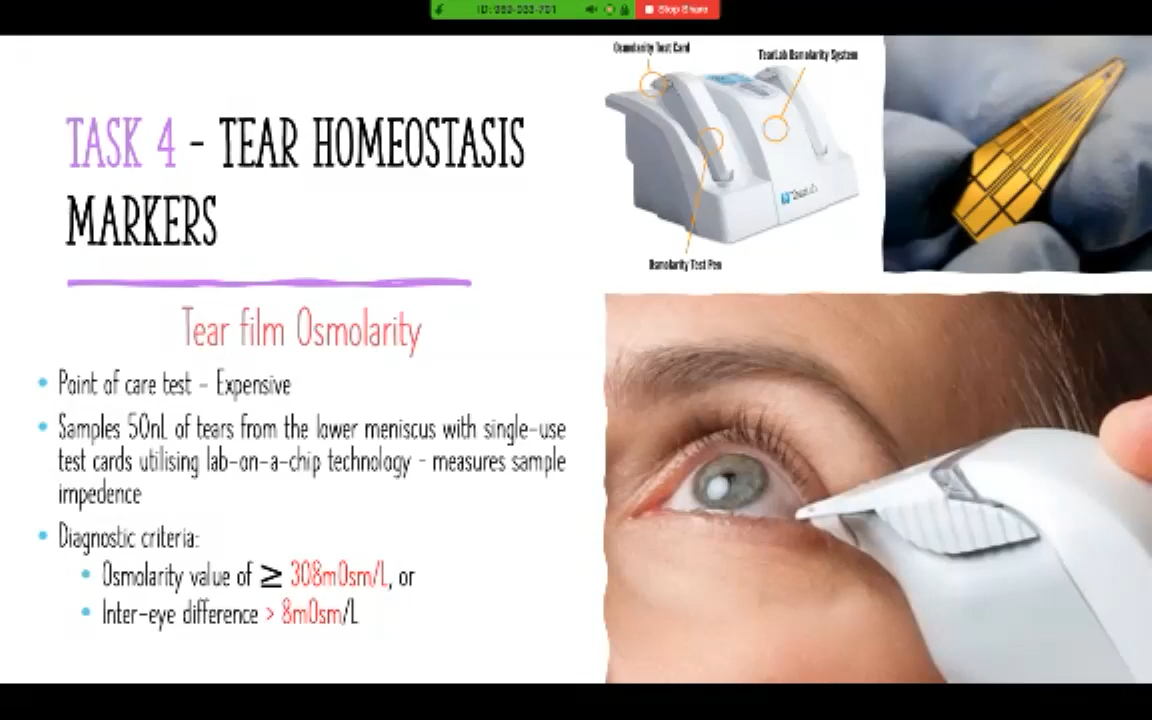 Stop Share
Osmolarity Test Card
TearLab Osmolarity System
TASK 4 - TEAR HOMEOSTASIS
MARKERS
Osmolarity Test Pen
Tear film Osmolarity
• Point of care test - Expensive
• Samples 50nL of tears from the lower meniscus with single-use
test cards utilising lab-on-a-chip technology - measures sample
impedence
• Diagnostic criteria:
• Osmolarity value of ≥ 308mOsm/L, or
• Inter-eye difference > 8mOsm/L